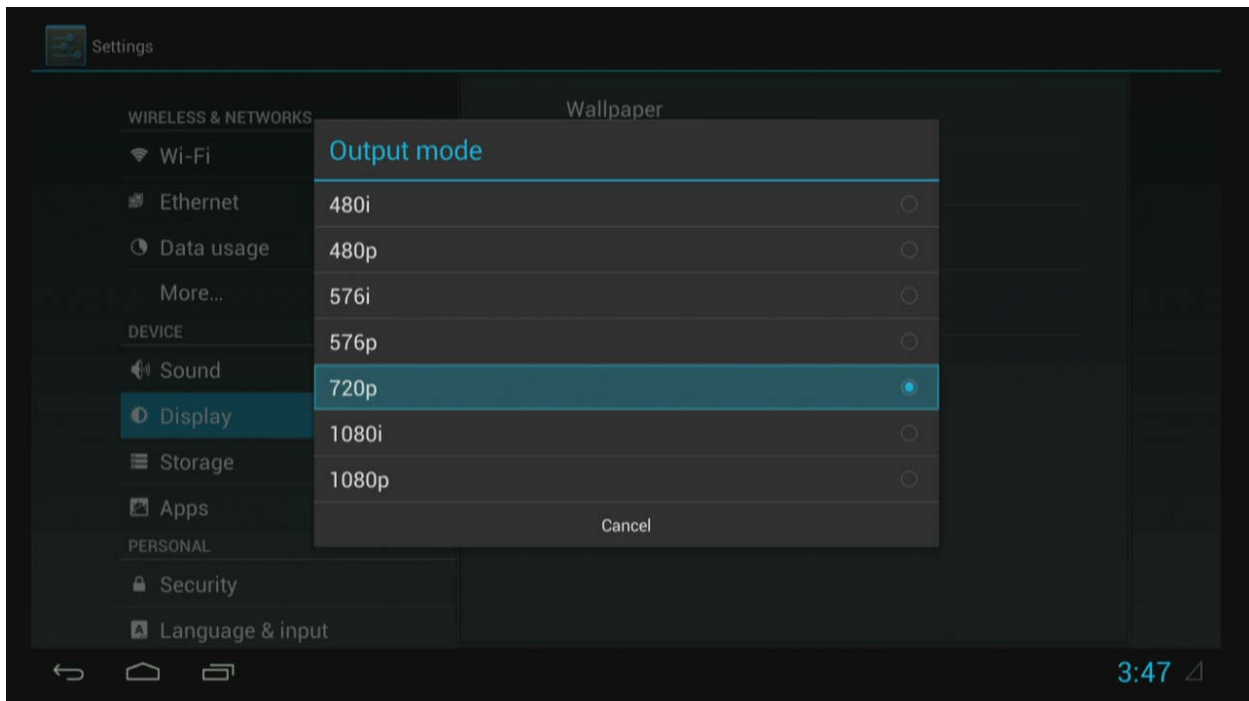 Settings
WIRELESS & NETWORKS
Wi-Fi
Ethernet
Data usage
More...
DEVICE
Sound
Display
Storage
Apps
PERSONAL
Security
Language & input
Wallpaper
Output mode
480i
480p
576i
576p
720p
1080i
1080p
Cancel
3:47